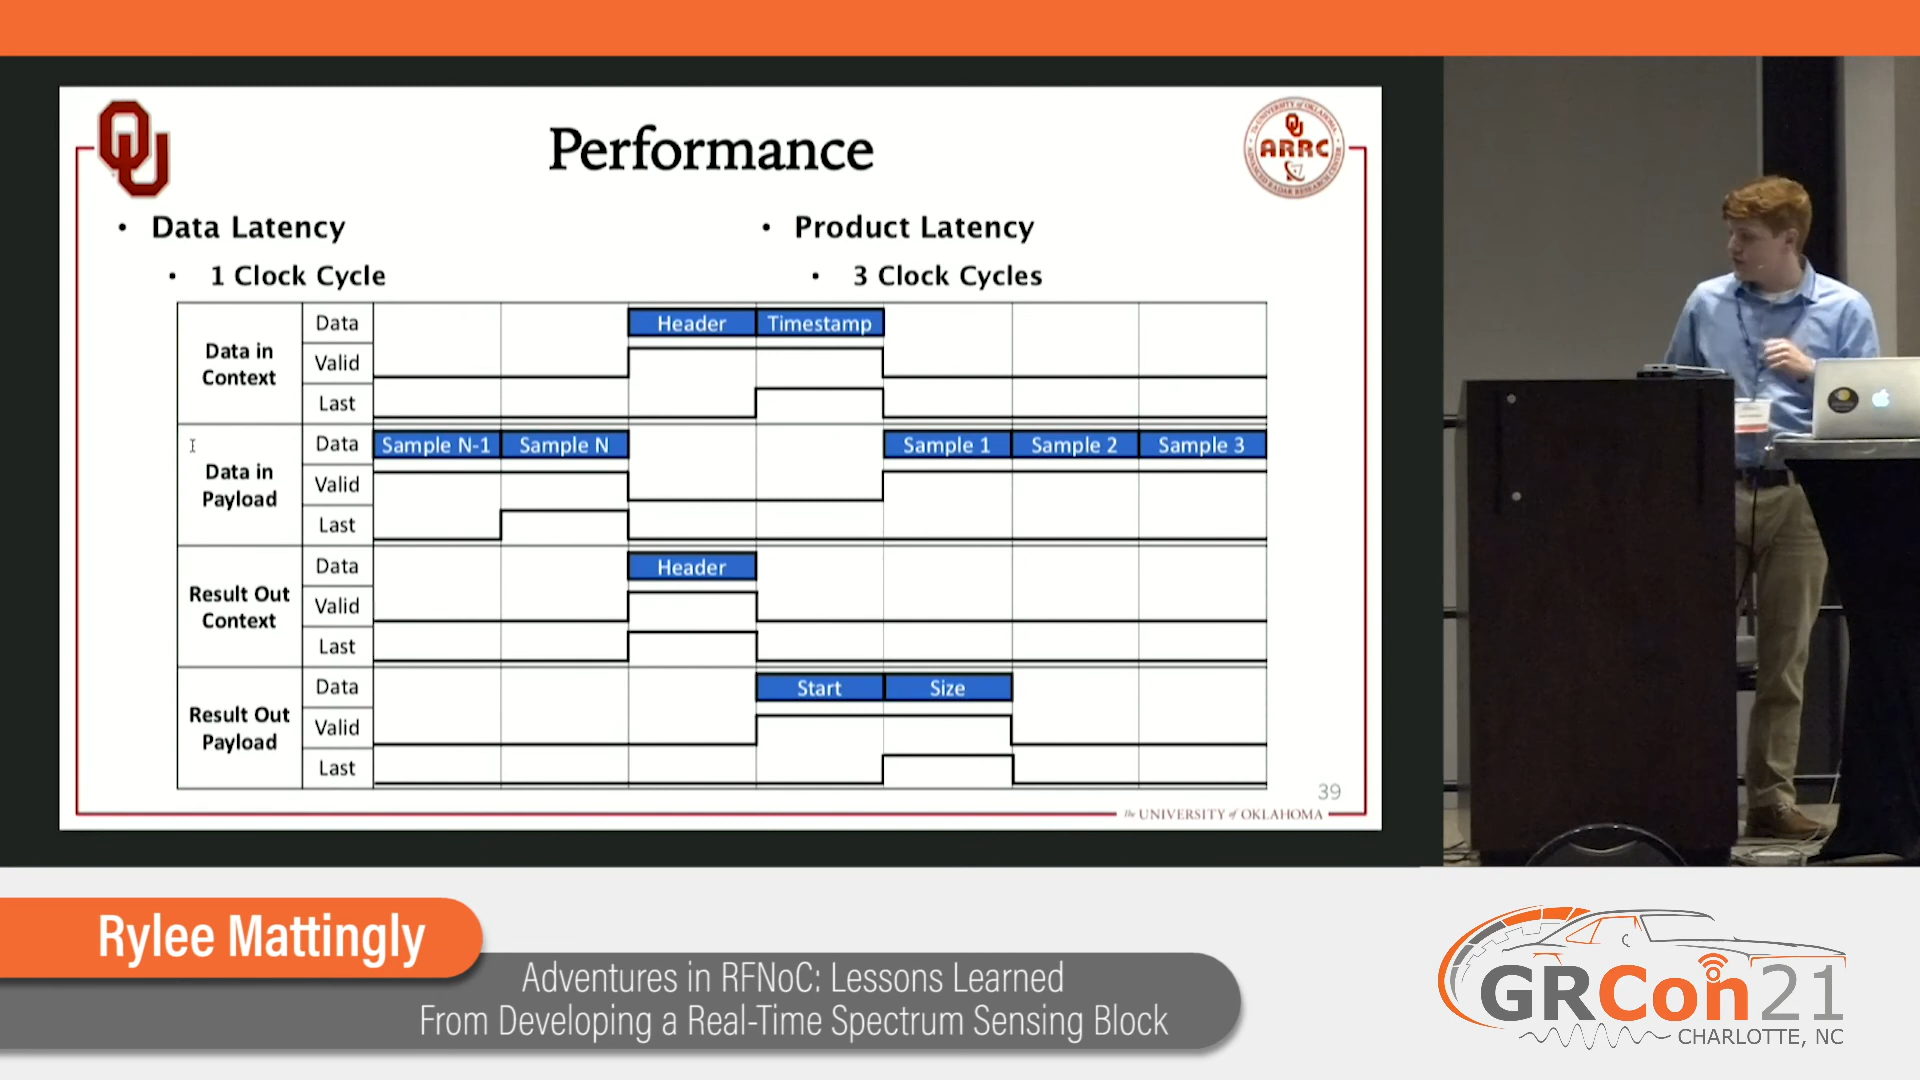 Performance
OU
ARRC
• Data Latency
• 1 Clock Cycle
• Product Latency
• 3 Clock Cycles
Data in Context
Data
Header
Timestamp
Valid
Last
Data in Payload
Data
Sample N-1
Sample N
Sample 1
Sample 2
Sample 3
Valid
Last
Result Out Context
Data
Header
Valid
Last
Result Out Payload
Data
Start
Size
Valid
Last
39
The UNIVERSITY of OKLAHOMA
Rylee Mattingly
Adventures in RFNoC: Lessons Learned
From Developing a Real-Time Spectrum Sensing Block
GRCon21
CHARLOTTE, NC